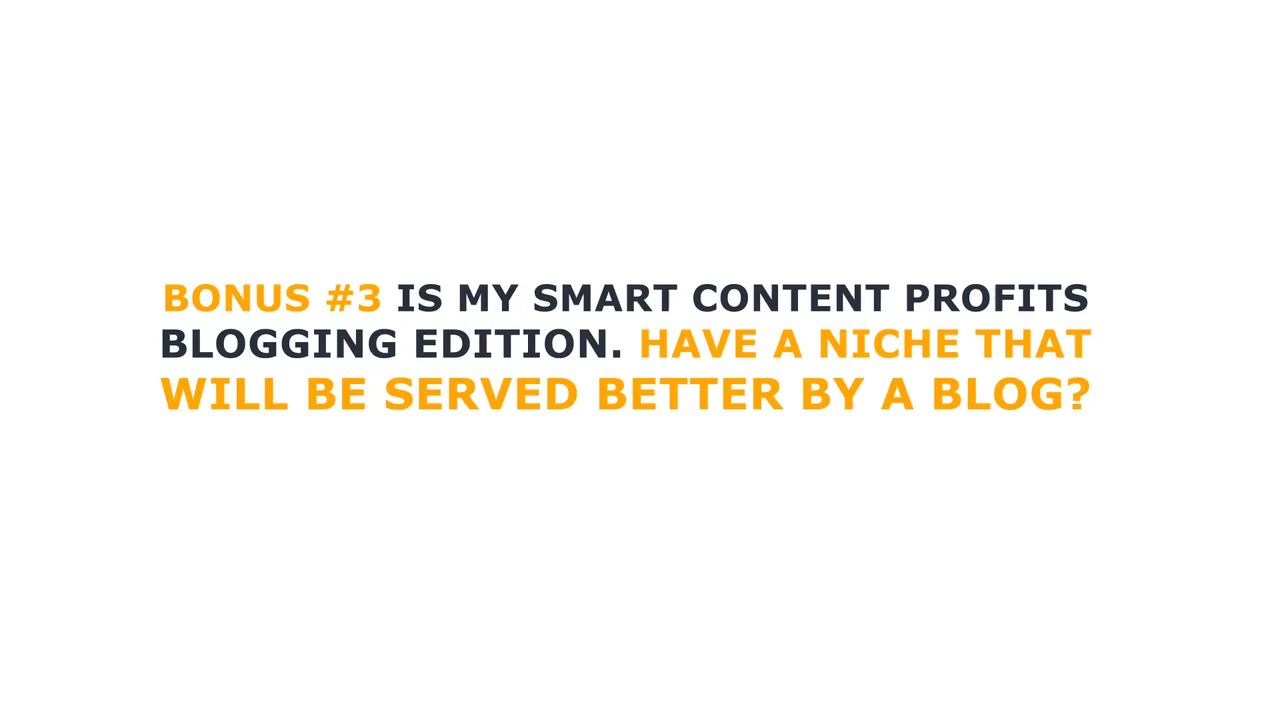 BONUS #3 IS MY SMART CONTENT PROFITS
BLOGGING EDITION. HAVE A NICHE THAT
WILL BE SERVED BETTER BY A BLOG?